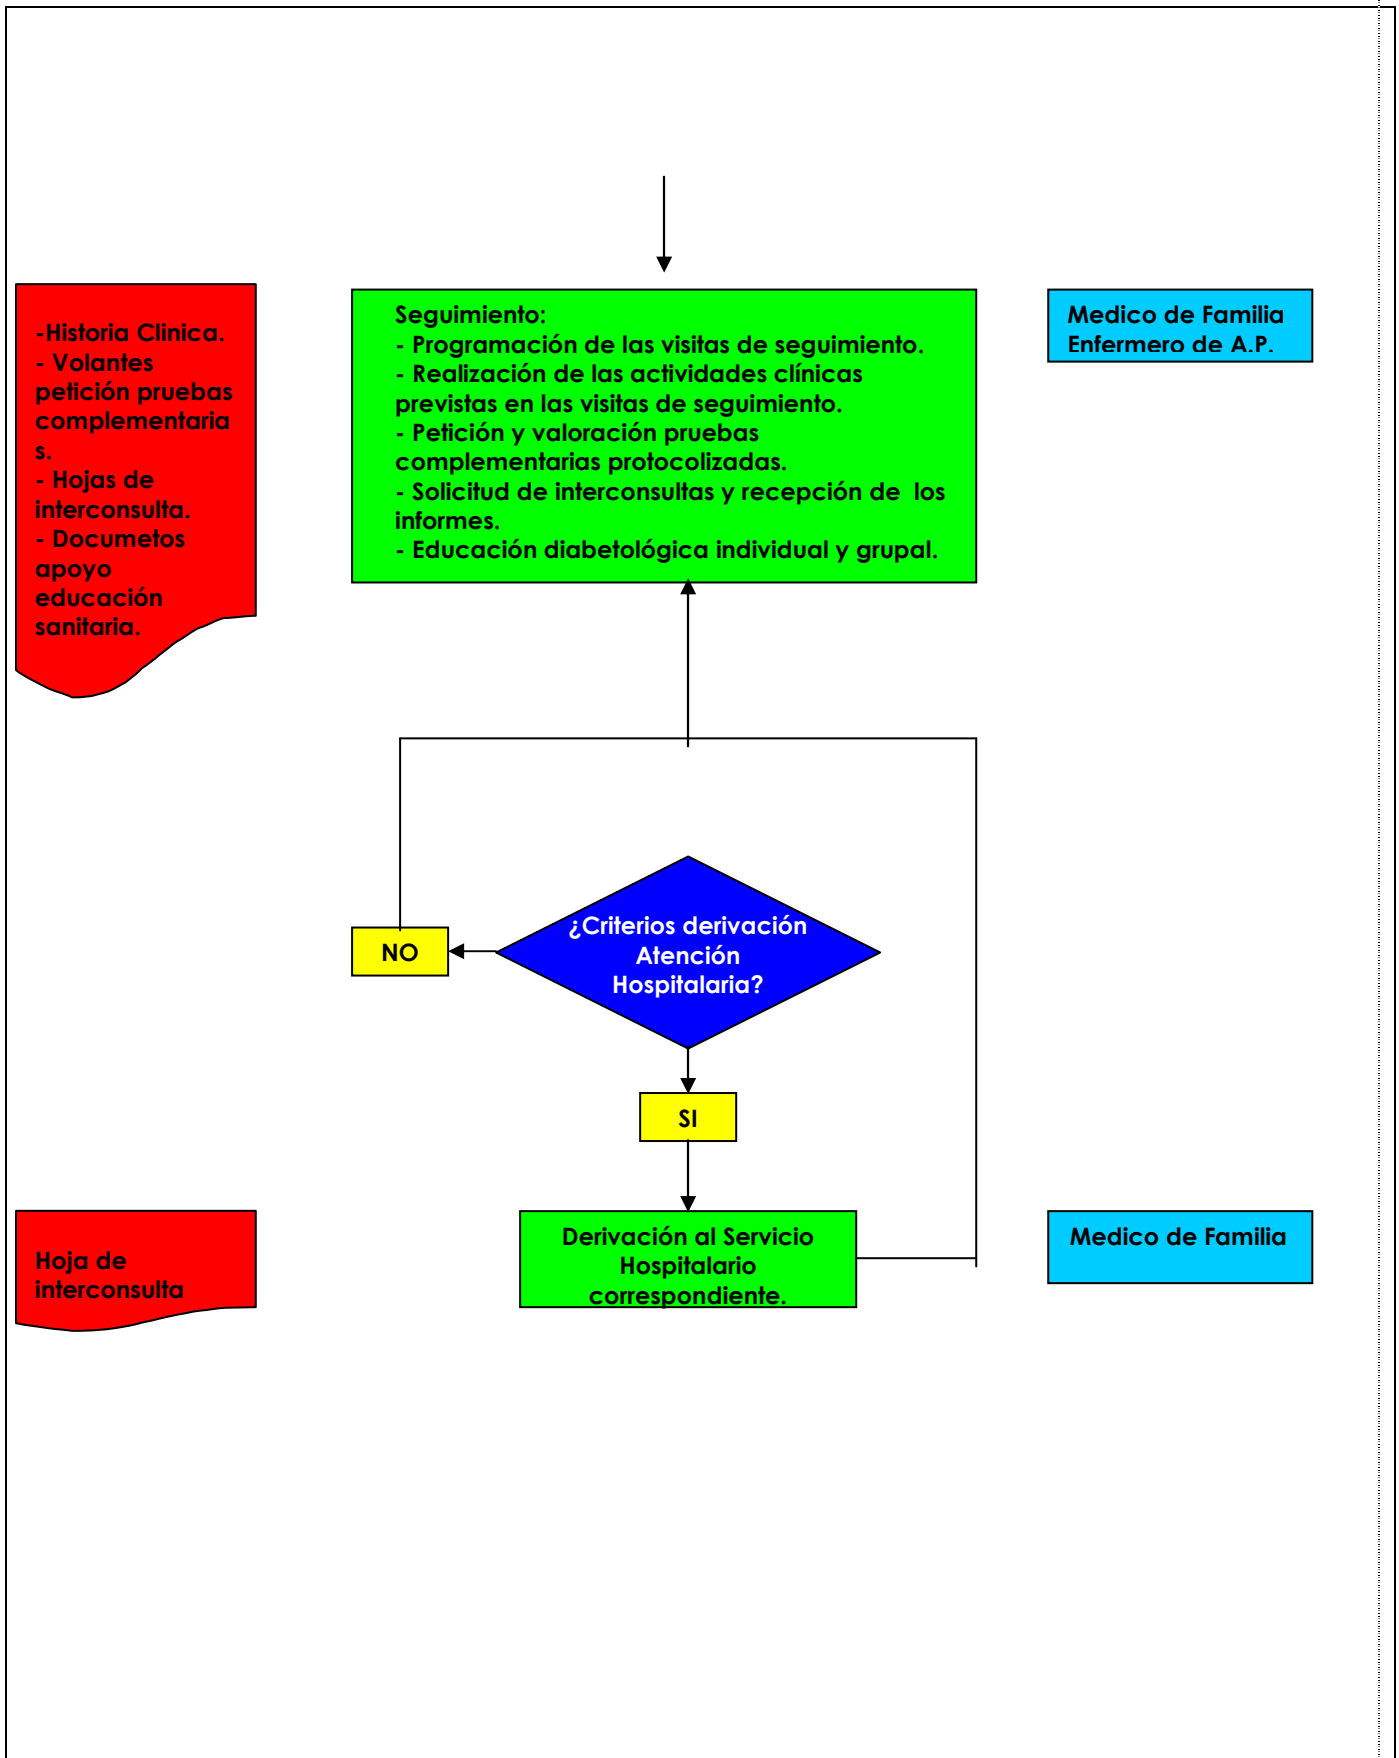 -Historia Clinica.
- Volantes
petición pruebas
complementaria
s.
- Hojas de
interconsulta.
- Documetos
apoyo
educación
sanitaria.
Seguimiento:
- Programación de las visitas de seguimiento.
- Realización de las actividades clínicas
previstas en las visitas de seguimiento.
- Petición y valoración pruebas
complementarias protocolizadas.
- Solicitud de interconsultas y recepción de los
informes.
- Educación diabetológica individual y grupal.
Medico de Familia
Enfermero de A.P.
¿Criterios derivación
Atención
Hospitalaria?
NO
SI
Hoja de
interconsulta
Derivación al Servicio
Hospitalario
correspondiente.
Medico de Familia